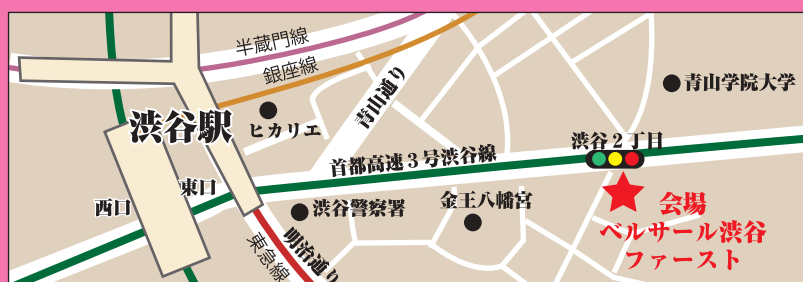 半蔵門線
銀座線
青山通り
青山学院大学
渋谷駅
ヒカリエ
渋谷2丁目
首都高速3号渋谷線
東口
西口
渋谷警察署
金王八幡宮
会場
ベルサール渋谷
ファースト
明治通り
東急線